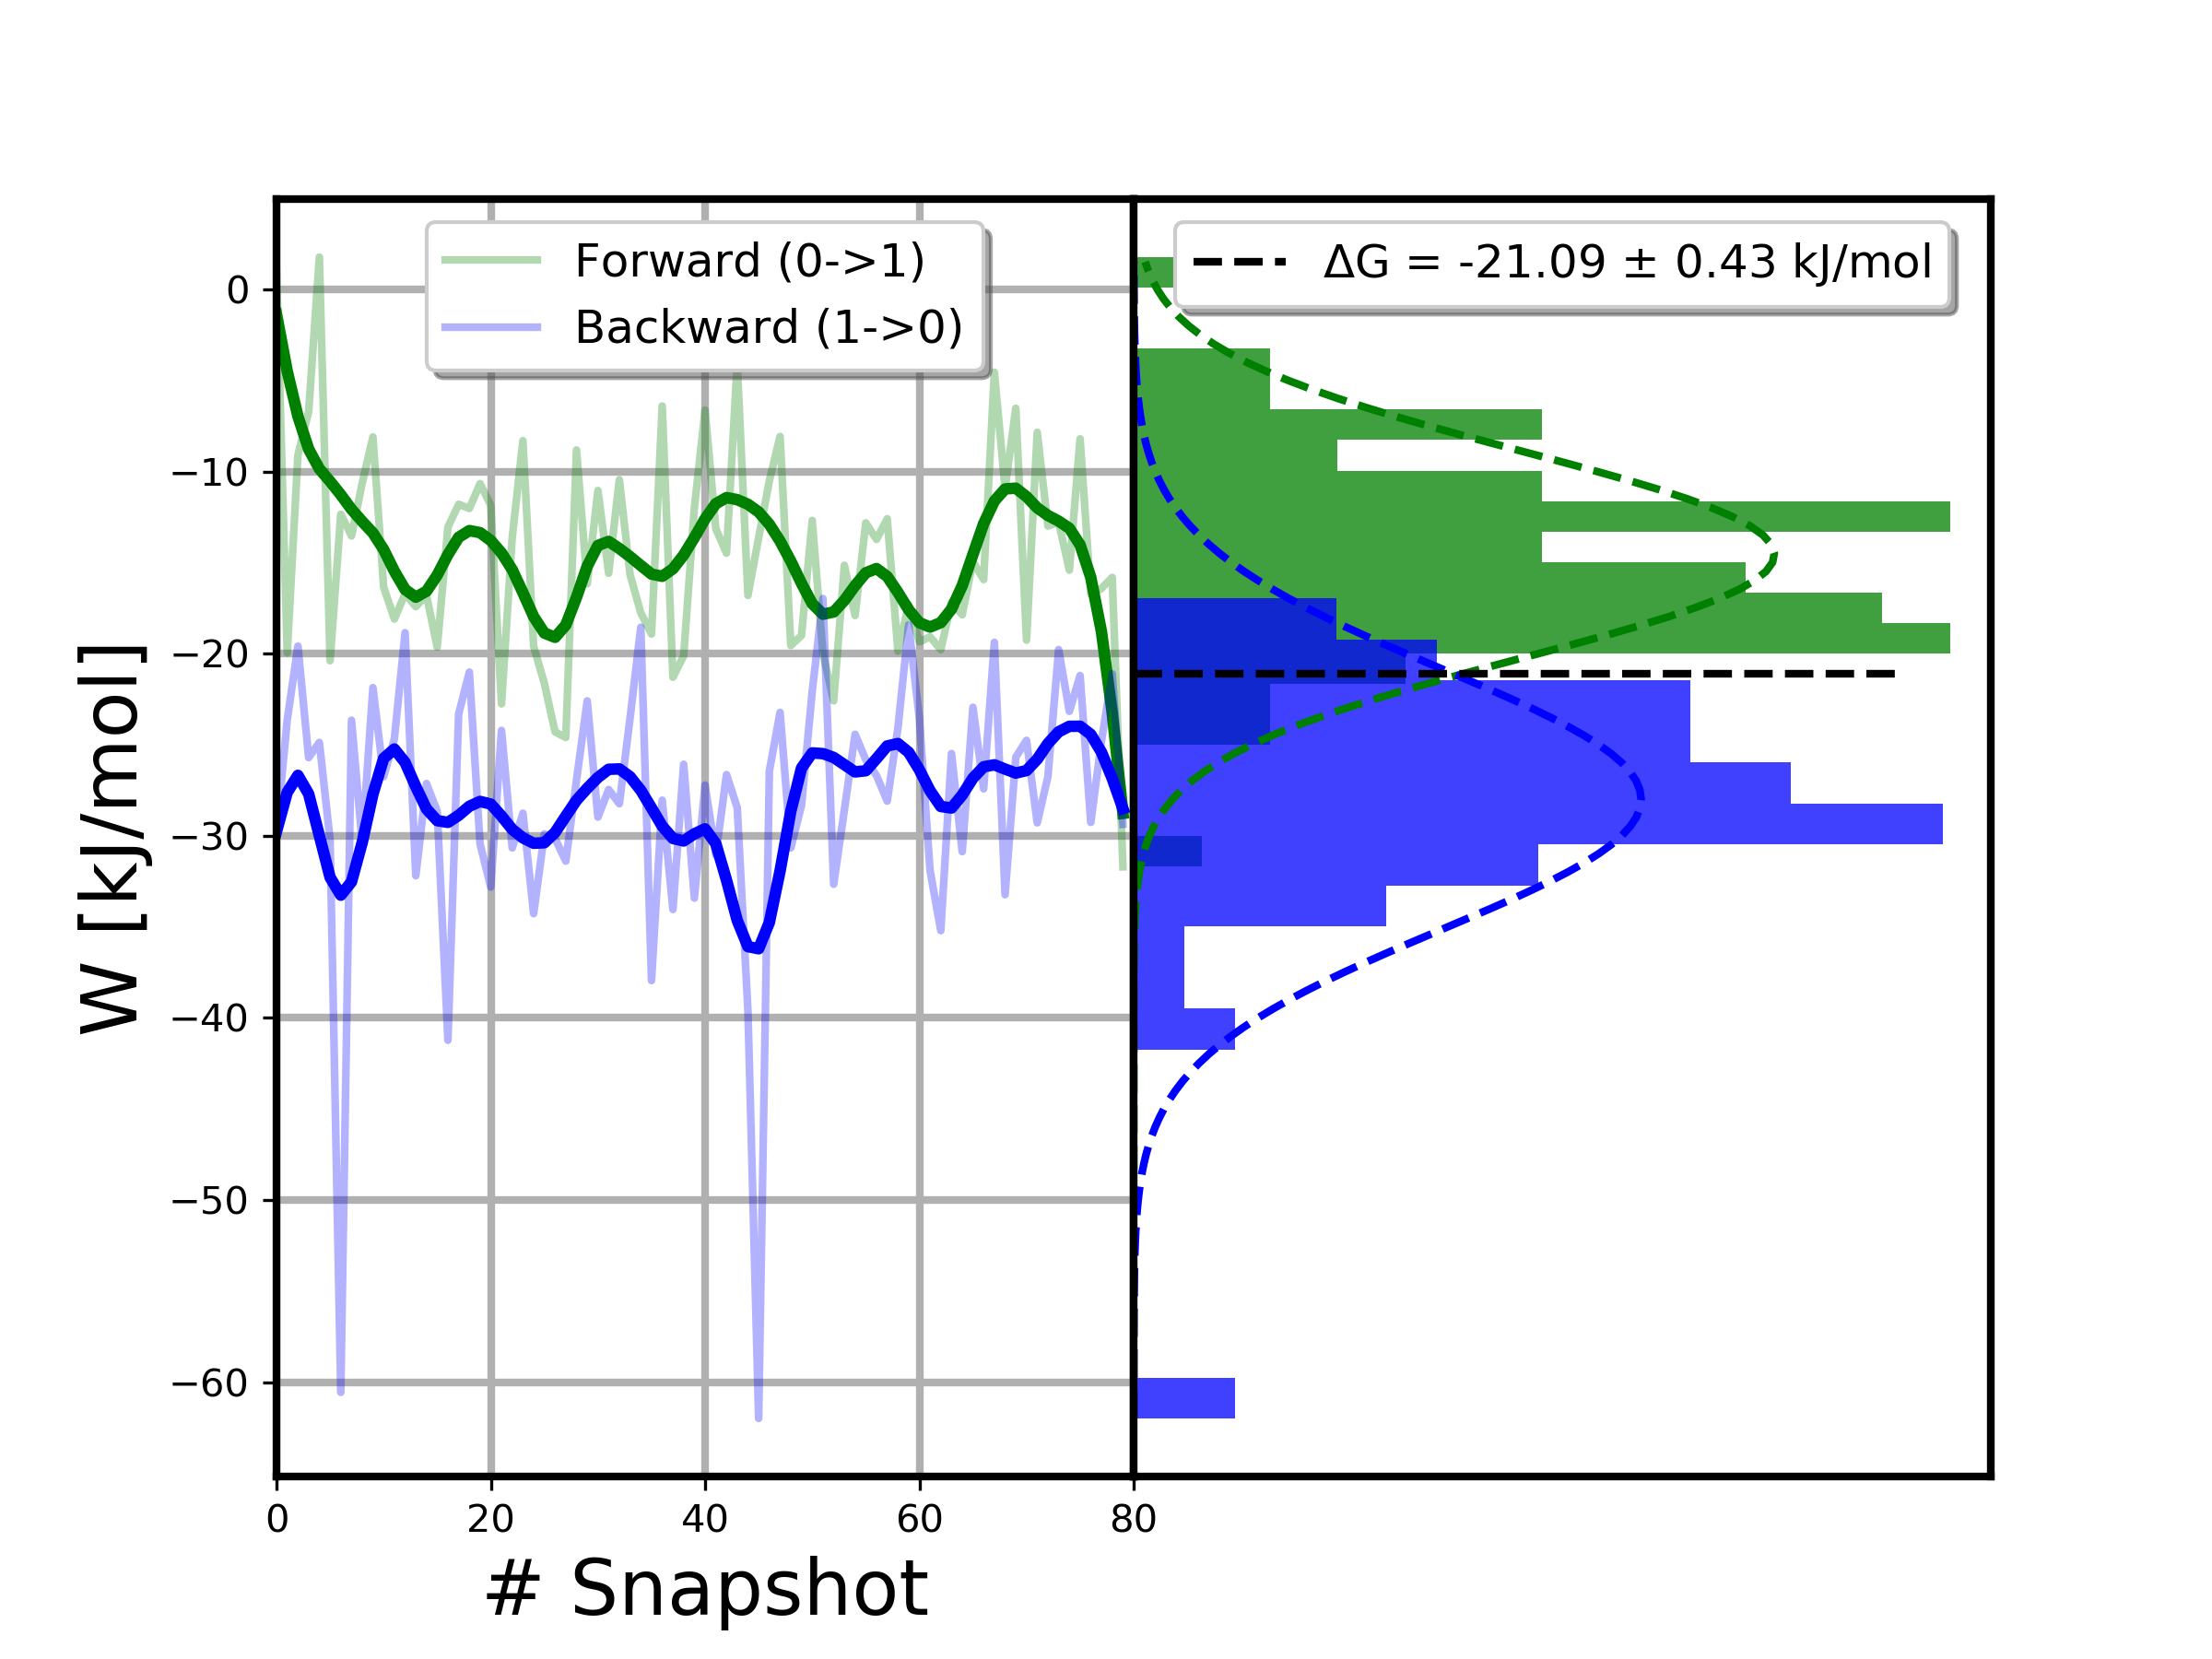 Forward (0->1)
Backward (1->0)
ΔG = -21.09 ± 0.43 kJ/mol
W [kJ/mol]
0
−10
−20
−30
−40
−50
−60
0 20 40 60 80
# Snapshot